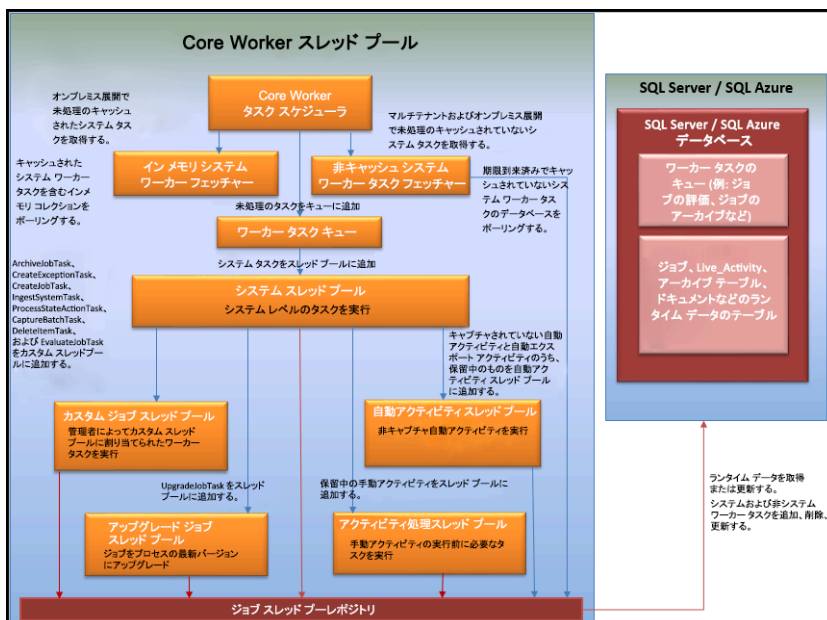 Core Worker スレッド プール
Core Worker
タスク スケジューラ
オンプレミス展開で
未処理のキャッシュ
されたシステム タス
クを取得する。
マルチテナントおよびオンプレミス展開
で未処理のキャッシュされていないシ
ステム タスクを取得する。
キャッシュされた
システム ワーカー
タスクを含むインメ
モリ コレクションを
ポーリングする。
イン メモリ システム
ワーカー フェッチャー
非キャッシュ システム
ワーカー タスク フェッチャー
期限到来済みでキャッ
シュされていないシス
テム ワーカー タス
クのデータベースを
ポーリングする。
未処理のタスクをキューに追加
ワーカー タスク キュー
システム タスクをスレッド プールに追加
ArchiveJobTask、
CreateExceptionTask、
CreateJobTask、
IngestSystemTask、
ProcessStateActionTask、
CaptureBatchTask、
DeleteItemTask、
および EvaluateJobTask
をカスタム スレッドプー
ルに追加する。
システム スレッド プール
システム レベルのタスクを実行
キャプチャされていない自動
アクティビティと自動エクス
ポート アクティビティのうち、
保留中のものを自動アク
ティビティ スレッド プール
に追加する。
カスタム ジョブ スレッド プール
管理者によってカスタム スレッド
プールに割り当てられたワーカー
タスクを実行
自動アクティビティ スレッド プール
非キャプチャ自動アクティビティを実行
UpgradeJobTask をスレッド
プールに追加する。
保留中の手動アクティビティをスレッド プールに
追加する。
アップグレード ジョブ
スレッド プール
ジョブをプロセスの最新バージョン
にアップグレード
アクティビティ処理スレッド プール
手動アクティビティの実行前に必要なタ
スクを実行
ジョブ スレッド プーレポジトリ
SQL Server / SQL Azure
SQL Server / SQL Azure
データベース
ワーカー タスクの
キュー (例: ジョ
ブの評価、ジョブの
アーカイブなど)
ジョブ、Live_Activity、
アーカイブ テーブル、
ドキュメントなどのラン
タイム データのテーブル
ランタイム データを取得
または更新する。
システムおよび非システム
ワーカー タスクを追加、削除、
更新する。